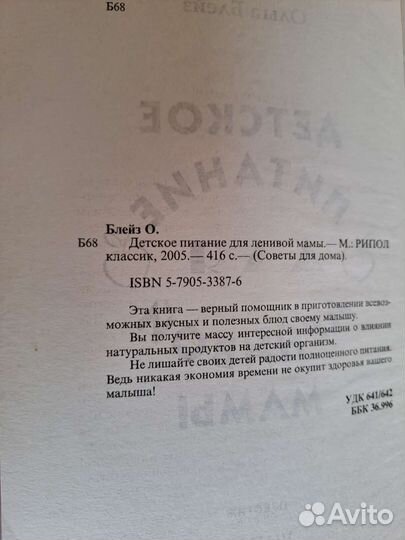 Б68
Блейз О.
Б68 Детское питание для ленивой мамы.— М.: РИПОЛ
классик, 2005.— 416 с.— (Советы для дома).
ISBN 5-7905-3387-6
Эта книга — верный помощник в приготовлении всевоз-
можных вкусных и полезных блюд своему малышу.
Вы получите массу интересной информации о влиянии
натуральных продуктов на детский организм.
Не лишайте своих детей радости полноценного питания.
Ведь никакая экономия времени не окупит здоровья вашего
малыша!
УДК 641/642
ББК 36.996
Avito